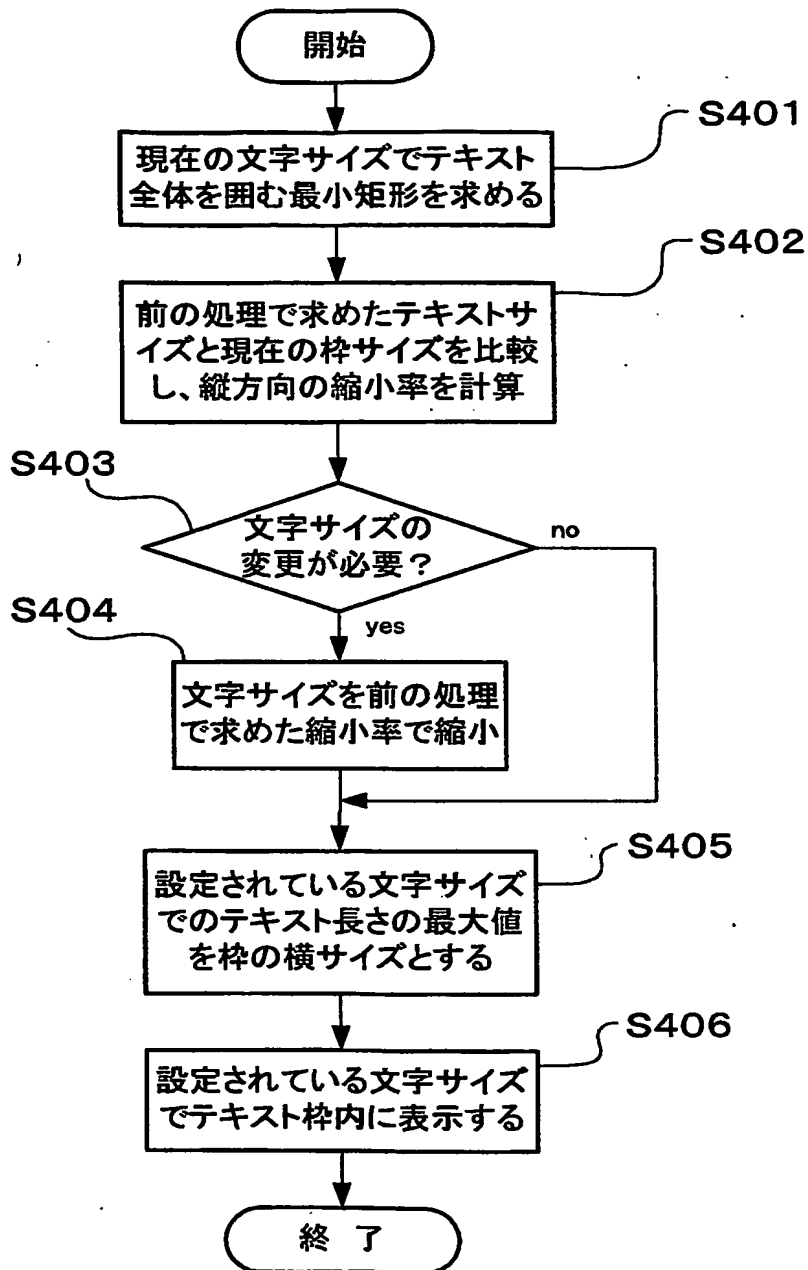 開始
S401
現在の文字サイズでテキスト
全体を囲む最小矩形を求める
S402
前の処理で求めたテキストサ
イズと現在の枠サイズを比較
し、縦方向の縮小率を計算
S403
文字サイズの
変更が必要？
no
yes
S404
文字サイズを前の処理
で求めた縮小率で縮小
S405
設定されている文字サイズ
でのテキスト長さの最大値
を枠の横サイズとする
S406
設定されている文字サイズ
でテキスト枠内に表示する
終了